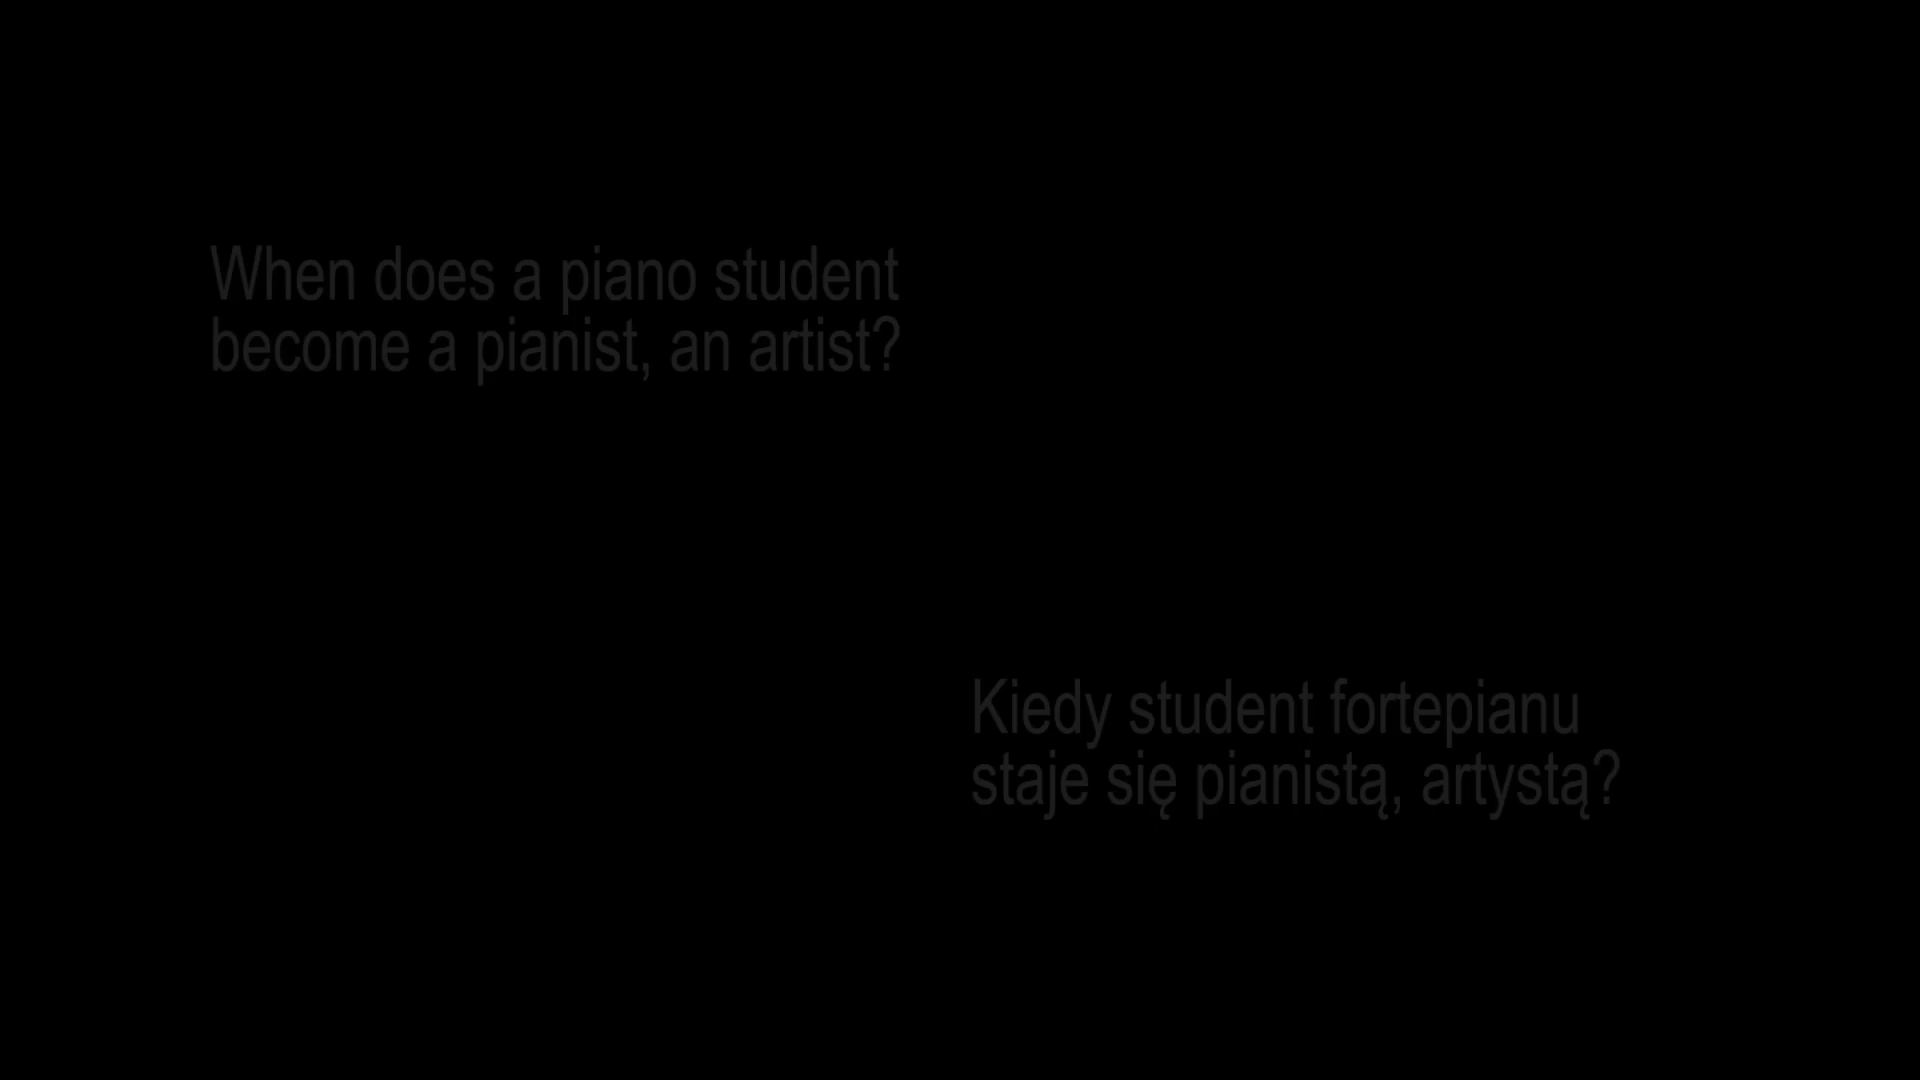 When does a piano student
become a pianist, an artist?
Kiedy student fortepianu
staje się pianistą, artystą?